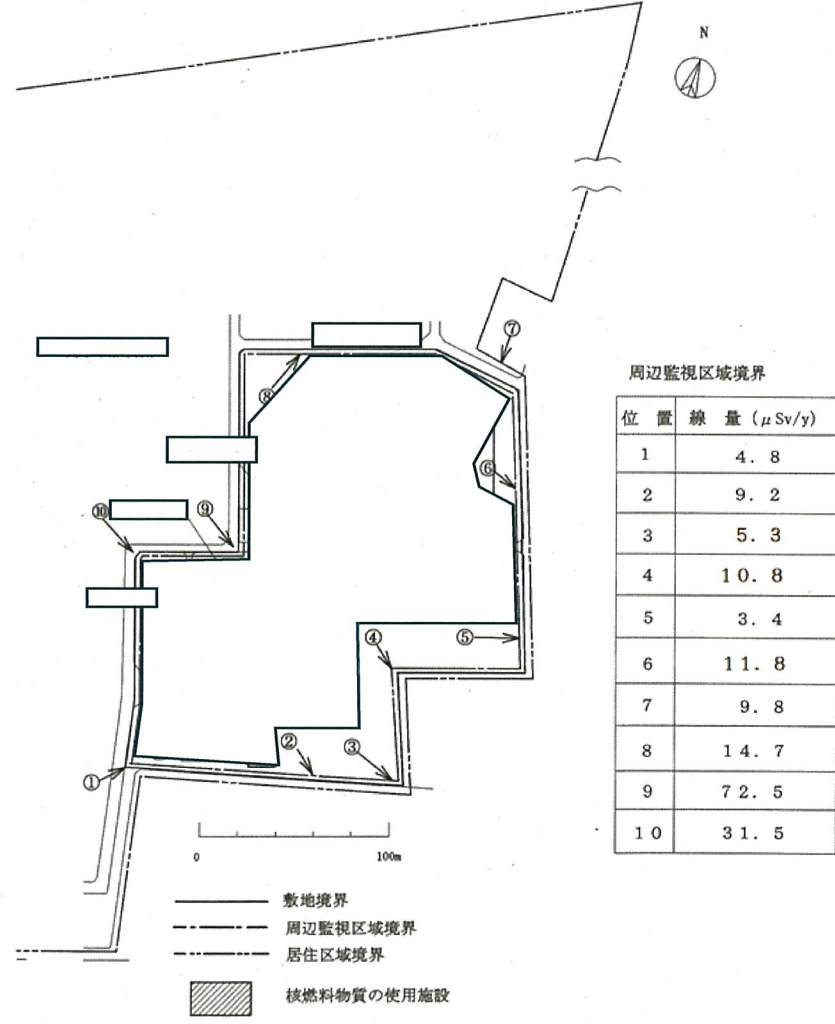 N
⑦
⑧
周辺監視区域境界
位 置 線 量 (μSv/y)
1 4. 8
2 9. 2
3 5. 3
4 10. 8
5 3. 4
6 11. 8
7 9. 8
8 14. 7
9 72. 5
10 31. 5
⑥
⑨
⑩
④
⑤
②
③
①
0 100m
敷地境界
周辺監視区域境界
居住区域境界
核燃料物質の使用施設